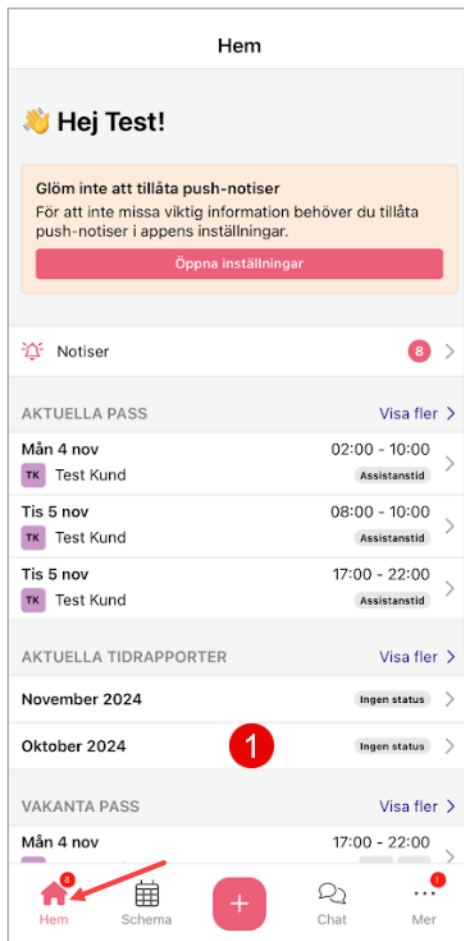 Hem
👋 Hej Test!
Glöm inte att tillåta push-notiser
För att inte missa viktig information behöver du tillåta
push-notiser i appens inställningar.
Öppna inställningar
Notiser 8
AKTUELLA PASS Visa fler
Mån 4 nov 02:00 - 10:00
TK Test Kund Assistanstid
Tis 5 nov 08:00 - 10:00
TK Test Kund Assistanstid
Tis 5 nov 17:00 - 22:00
TK Test Kund Assistanstid
AKTUELLA TIDRAPPORTER Visa fler
November 2024 Ingen status
Oktober 2024 1 Ingen status
VAKANTA PASS Visa fler
Mån 4 nov 17:00 - 22:00
8 !
Hem Schema + Chat Mer